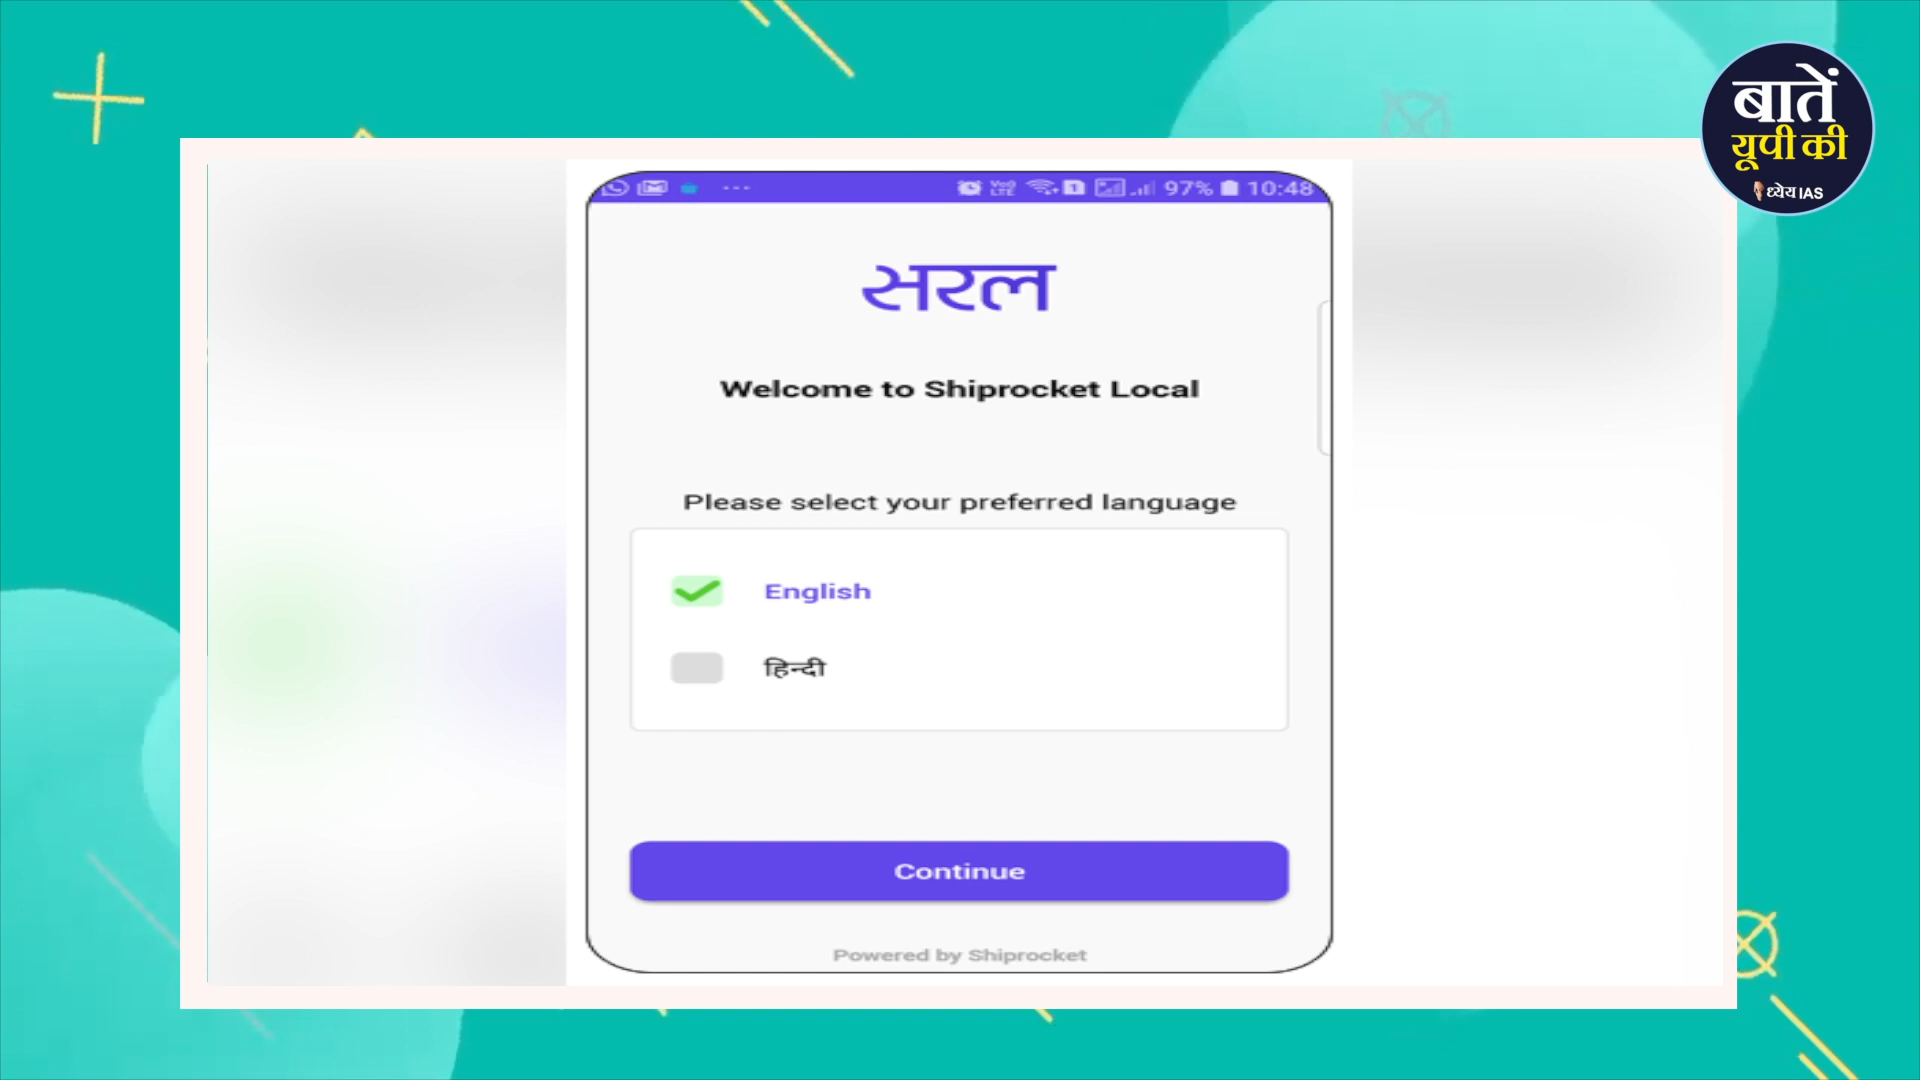 बातें
यूपी की
ध्येय IAS
97% 10:48
सरल
Welcome to Shiprocket Local
Please select your preferred language
English
हिन्दी
Continue
Powered by Shiprocket